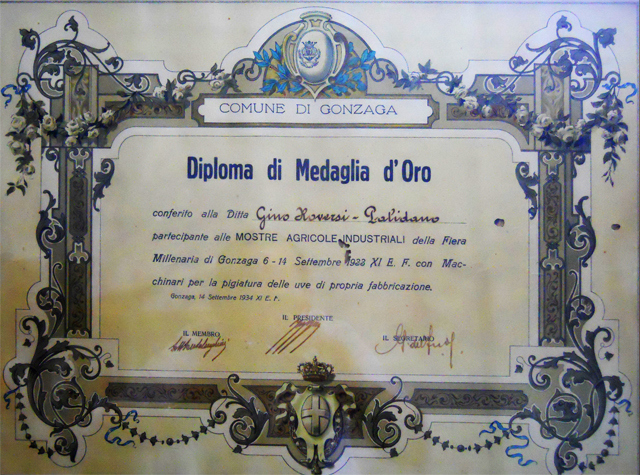 COMUNE DI GONZAGA
Diploma di Medaglia d'Oro
conferito alla Ditta Gino Roversi - Palidano
partecipante alle MOSTRE AGRICOLE INDUSTRIALI della Fiera
Millenaria di Gonzaga 6-14 Settembre 1933 XI E. F. con Mac-
chinari per la pigiatura delle uve di propria fabbricazione.
Gonzaga, 14 Settembre 1934 XI E. F.
IL PRESIDENTE
IL MEMBRO
IL SEGRETARIO